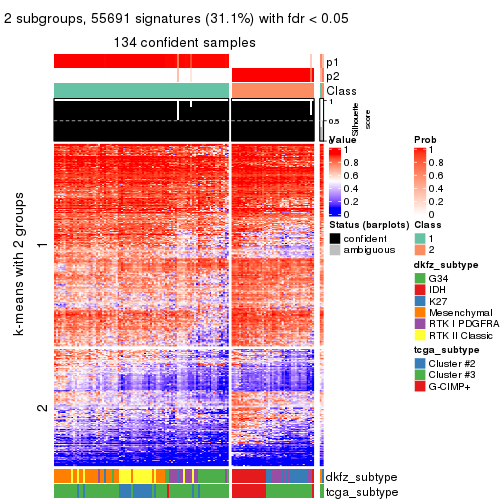 2 subgroups, 55691 signatures (31.1%) with fdr < 0.05
134 confident samples
p1
p2
Class
1
0.5
0
Silhouette
score
k-means with 2 groups
1
2
dkfz_subtype
tcga_subtype
Value
1
0.8
0.6
0.4
0.2
0
Status (barplots)
confident
ambiguous
Prob
1
0.8
0.6
0.4
0.2
0
Class
1
2
dkfz_subtype
G34
IDH
K27
Mesenchymal
RTK I PDGFRA
RTK II Classic
tcga_subtype
Cluster #2
Cluster #3
G-CIMP+